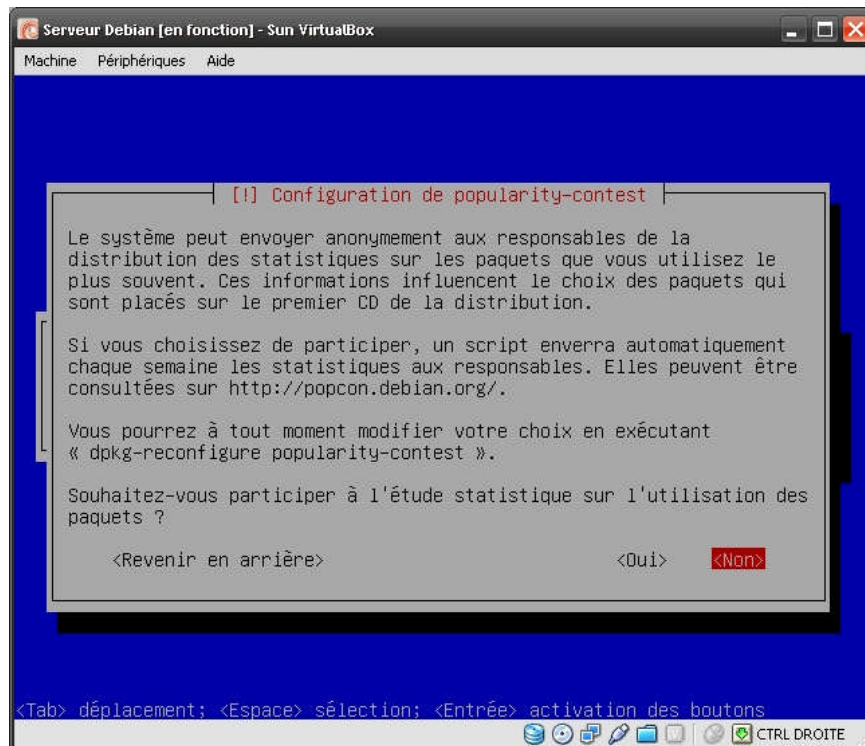 Serveur Debian [en fonction] - Sun VirtualBox
Machine Périphériques Aide
[!] Configuration de popularity-contest
Le système peut envoyer anonymement aux responsables de la
distribution des statistiques sur les paquets que vous utilisez le
plus souvent. Ces informations influencent le choix des paquets qui
sont placés sur le premier CD de la distribution.
Si vous choisissez de participer, un script enverra automatiquement
chaque semaine les statistiques aux responsables. Elles peuvent être
consultées sur http://popcon.debian.org/.
Vous pourrez à tout moment modifier votre choix en exécutant
« dpkg-reconfigure popularity-contest ».
Souhaitez-vous participer à l'étude statistique sur l'utilisation des
paquets ?
<Revenir en arrière> <Oui> <Non>
<Tab> déplacement; <Espace> sélection; <Entrée> activation des boutons
CTRL DROITE